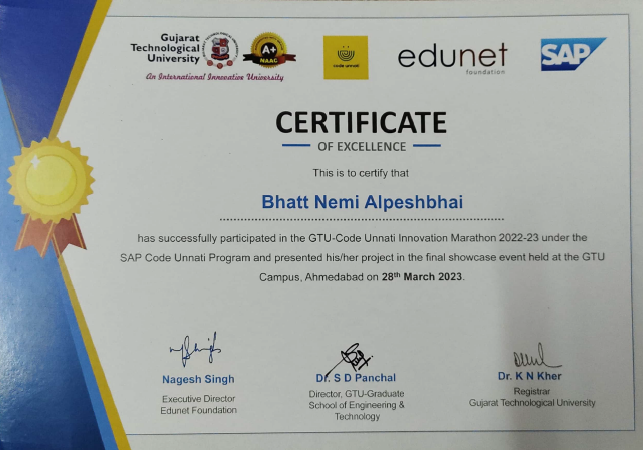 Gujarat
Technological
University
A+
NAAC
An International Innovative University
code unnati
edunet
foundation
SAP
CERTIFICATE
OF EXCELLENCE
This is to certify that
Bhatt Nemi Alpeshbhai
has successfully participated in the GTU-Code Unnati Innovation Marathon 2022-23 under the
SAP Code Unnati Program and presented his/her project in the final showcase event held at the GTU
Campus, Ahmedabad on 28th March 2023.
Nagesh Singh
Executive Director
Edunet Foundation
Dr. S D Panchal
Director, GTU-Graduate
School of Engineering &
Technology
Dr. K N Kher
Registrar
Gujarat Technological University